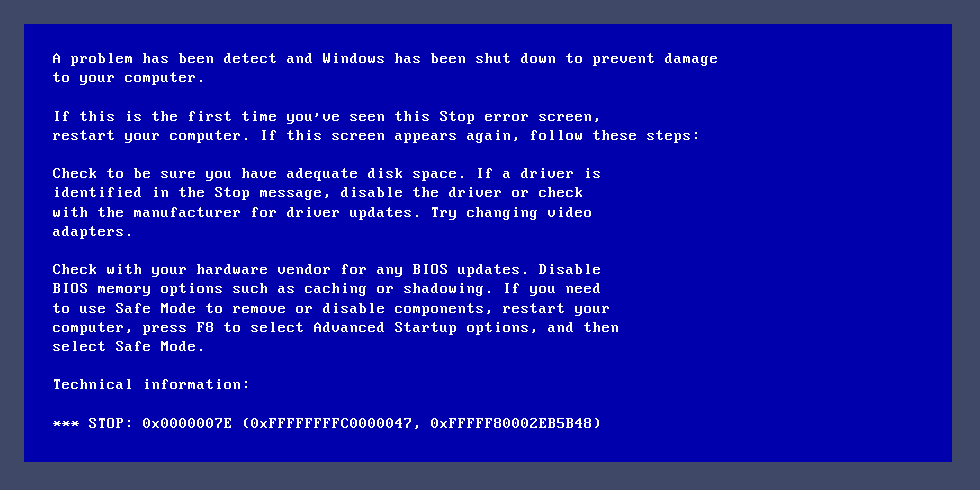 A problem has been detect and Windows has been shut down to prevent damage
to your computer.
If this is the first time you've seen this Stop error screen,
restart your computer. If this screen appears again, follow these steps:
Check to be sure you have adequate disk space. If a driver is
identified in the Stop message, disable the driver or check
with the manufacturer for driver updates. Try changing video
adapters.
Check with your hardware vendor for any BIOS updates. Disable
BIOS memory options such as caching or shadowing. If you need
to use Safe Mode to remove or disable components, restart your
computer, press F8 to select Advanced Startup options, and then
select Safe Mode.
Technical information:
*** STOP: 0x0000007E (0xFFFFFFFFC0000047, 0xFFFFF80002EB5B48)